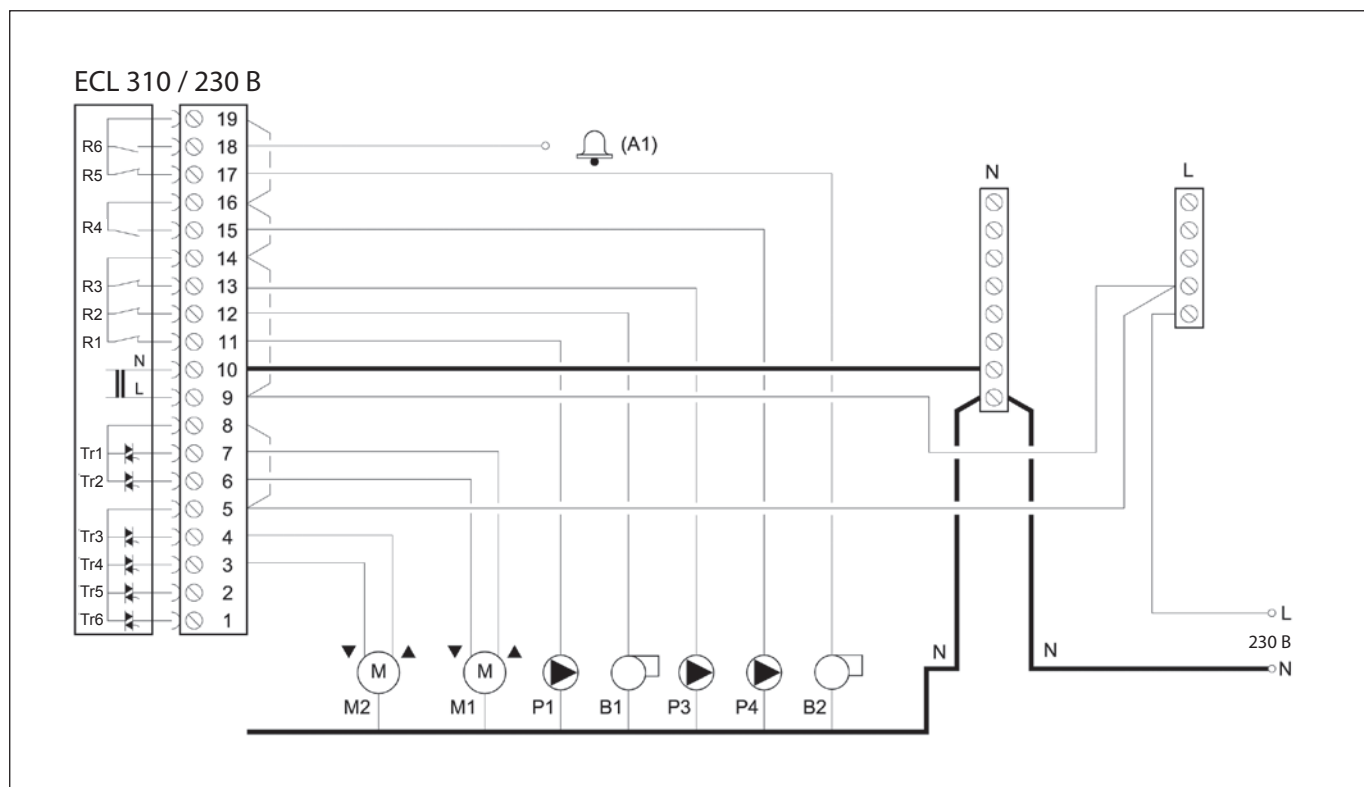 ECL 310 / 230 В
19
R6 18 (A1)
R5 17
N L
16
R4 15
14
R3 13
R2 12
R1 11
N 10
L 9
8
Tr1 7
Tr2 6
5
Tr3 4
Tr4 3
Tr5 2
Tr6 1
L
230 В
N N N
M M
M2 M1 P1 B1 P3 P4 B2